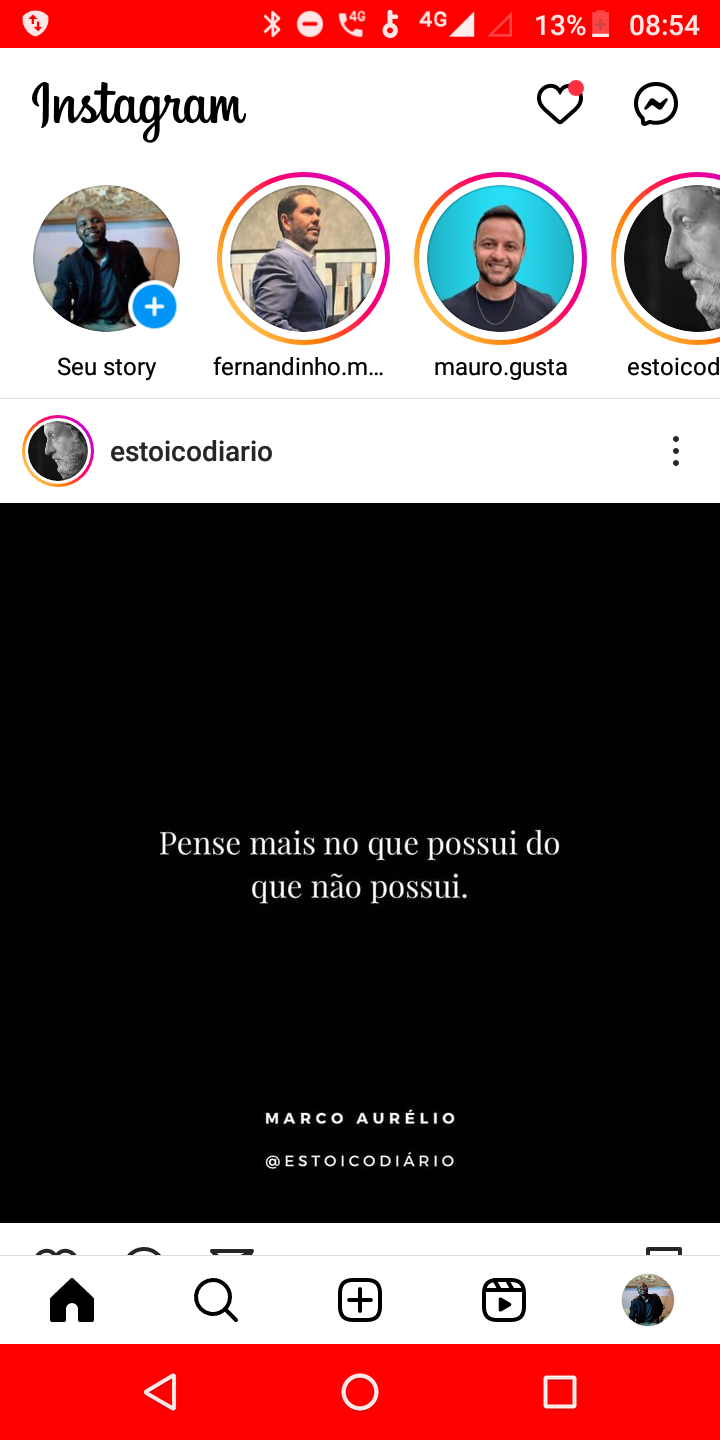 4G 4G 13% 08:54
Instagram
Seu story
fernandinho.m...
mauro.gusta
estoicod
estoicodiario
Pense mais no que possui do
que não possui.
MARCO AURÉLIO
@ESTOICODIÁRIO